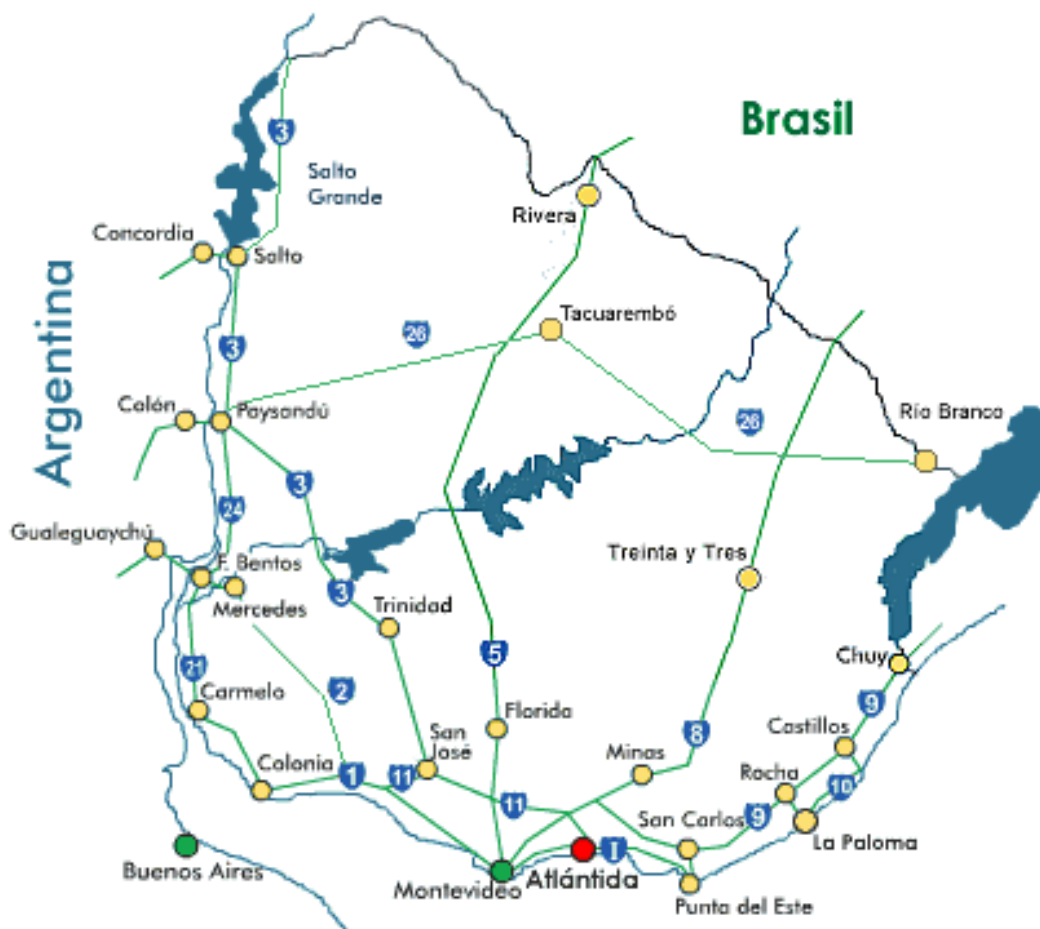 Brasil
3
Salto
Grande
Rivera
Concordia
Salto
Argentina
Tacuarembó
26
3
Colón
Paysandú
Río Branco
26
3
24
Gualeguaychú
Treinta y Tres
F. Bentos
Mercedes
3
Trinidad
5
Chuy
21
2
Carmelo
9
Florida
8
Castillos
San
José
Minas
Colonia
1
11
Rocha
10
11
San Carlos
9
La Paloma
I
Buenos Aires
Montevideo
Atlántida
Punta del Este